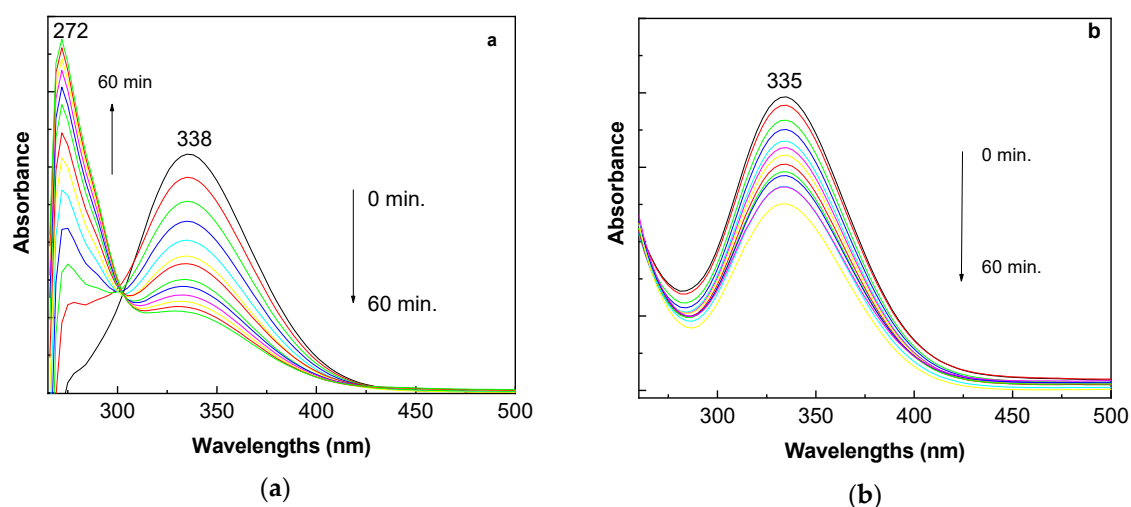 272
a
60 min
338
0 min.
60 min.
Absorbance
300
350
400
450
500
Wavelengths (nm)
(a)
b
335
0 min.
60 min.
Absorbance
300
350
400
450
500
Wavelengths (nm)
(b)